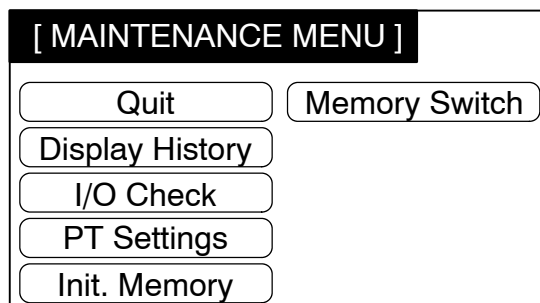 [ MAINTENANCE MENU ]
Quit
Memory Switch
Display History
I/O Check
PT Settings
Init. Memory